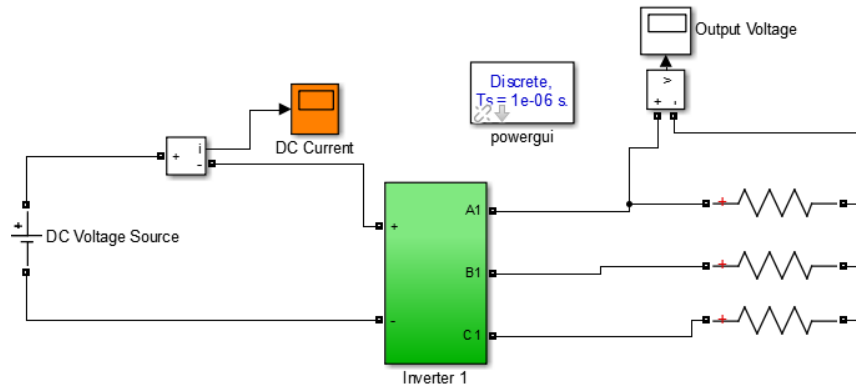 Output Voltage
v
+ -
Discrete,
Ts = 1e-06 s.
powergui
DC Current
+ i
-
+
DC Voltage Source
+
-
A1
B1
C1
+
+
+
Inverter 1